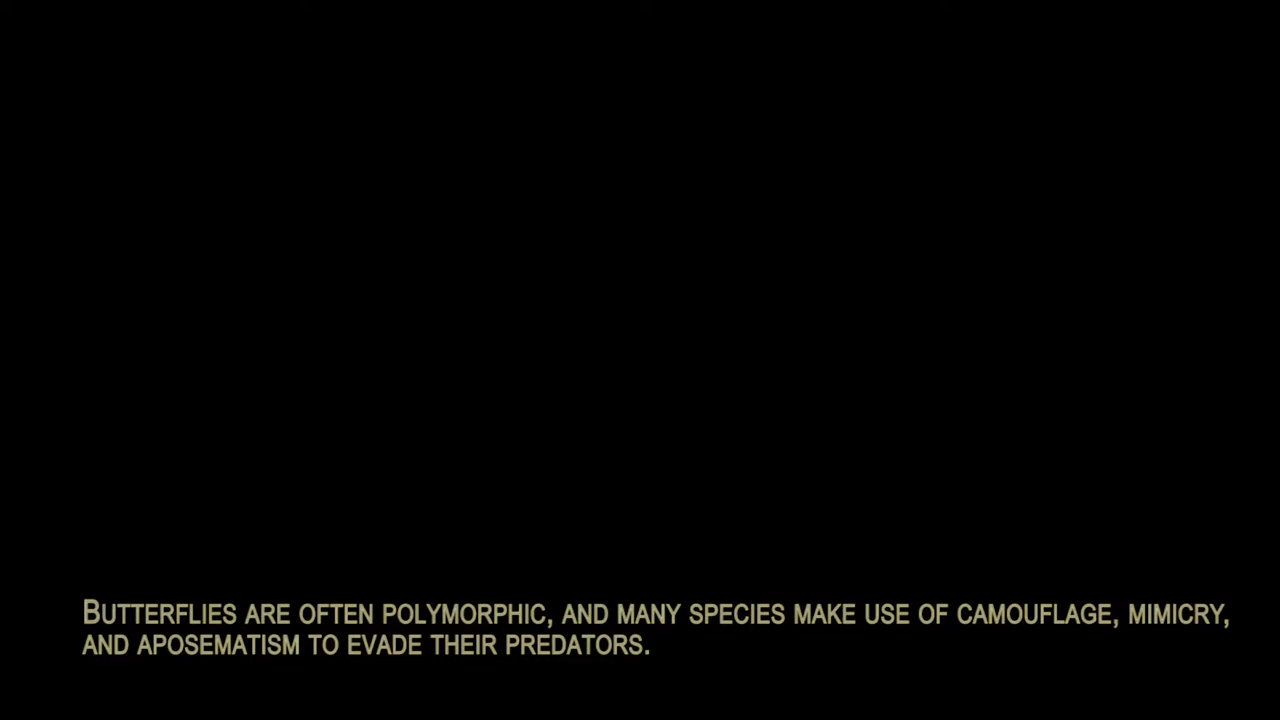 Butterflies are often polymorphic, and many species make use of camouflage, mimicry,
and aposematism to evade their predators.